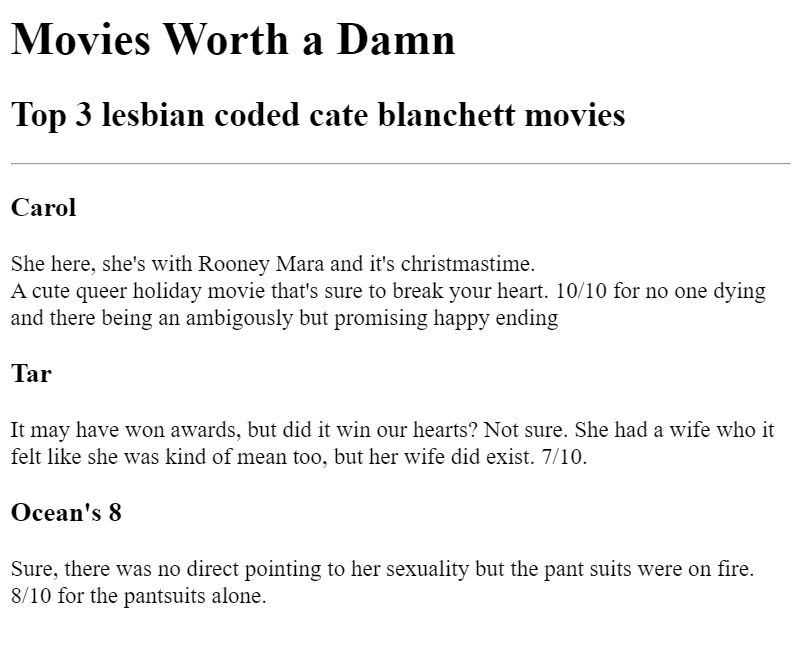 Movies Worth a Damn
Top 3 lesbian coded cate blanchett movies
Carol
She here, she's with Rooney Mara and it's christmastime.
A cute queer holiday movie that's sure to break your heart. 10/10 for no one dying
and there being an ambigously but promising happy ending
Tar
It may have won awards, but did it win our hearts? Not sure. She had a wife who it
felt like she was kind of mean too, but her wife did exist. 7/10.
Ocean's 8
Sure, there was no direct pointing to her sexuality but the pant suits were on fire.
8/10 for the pantsuits alone.